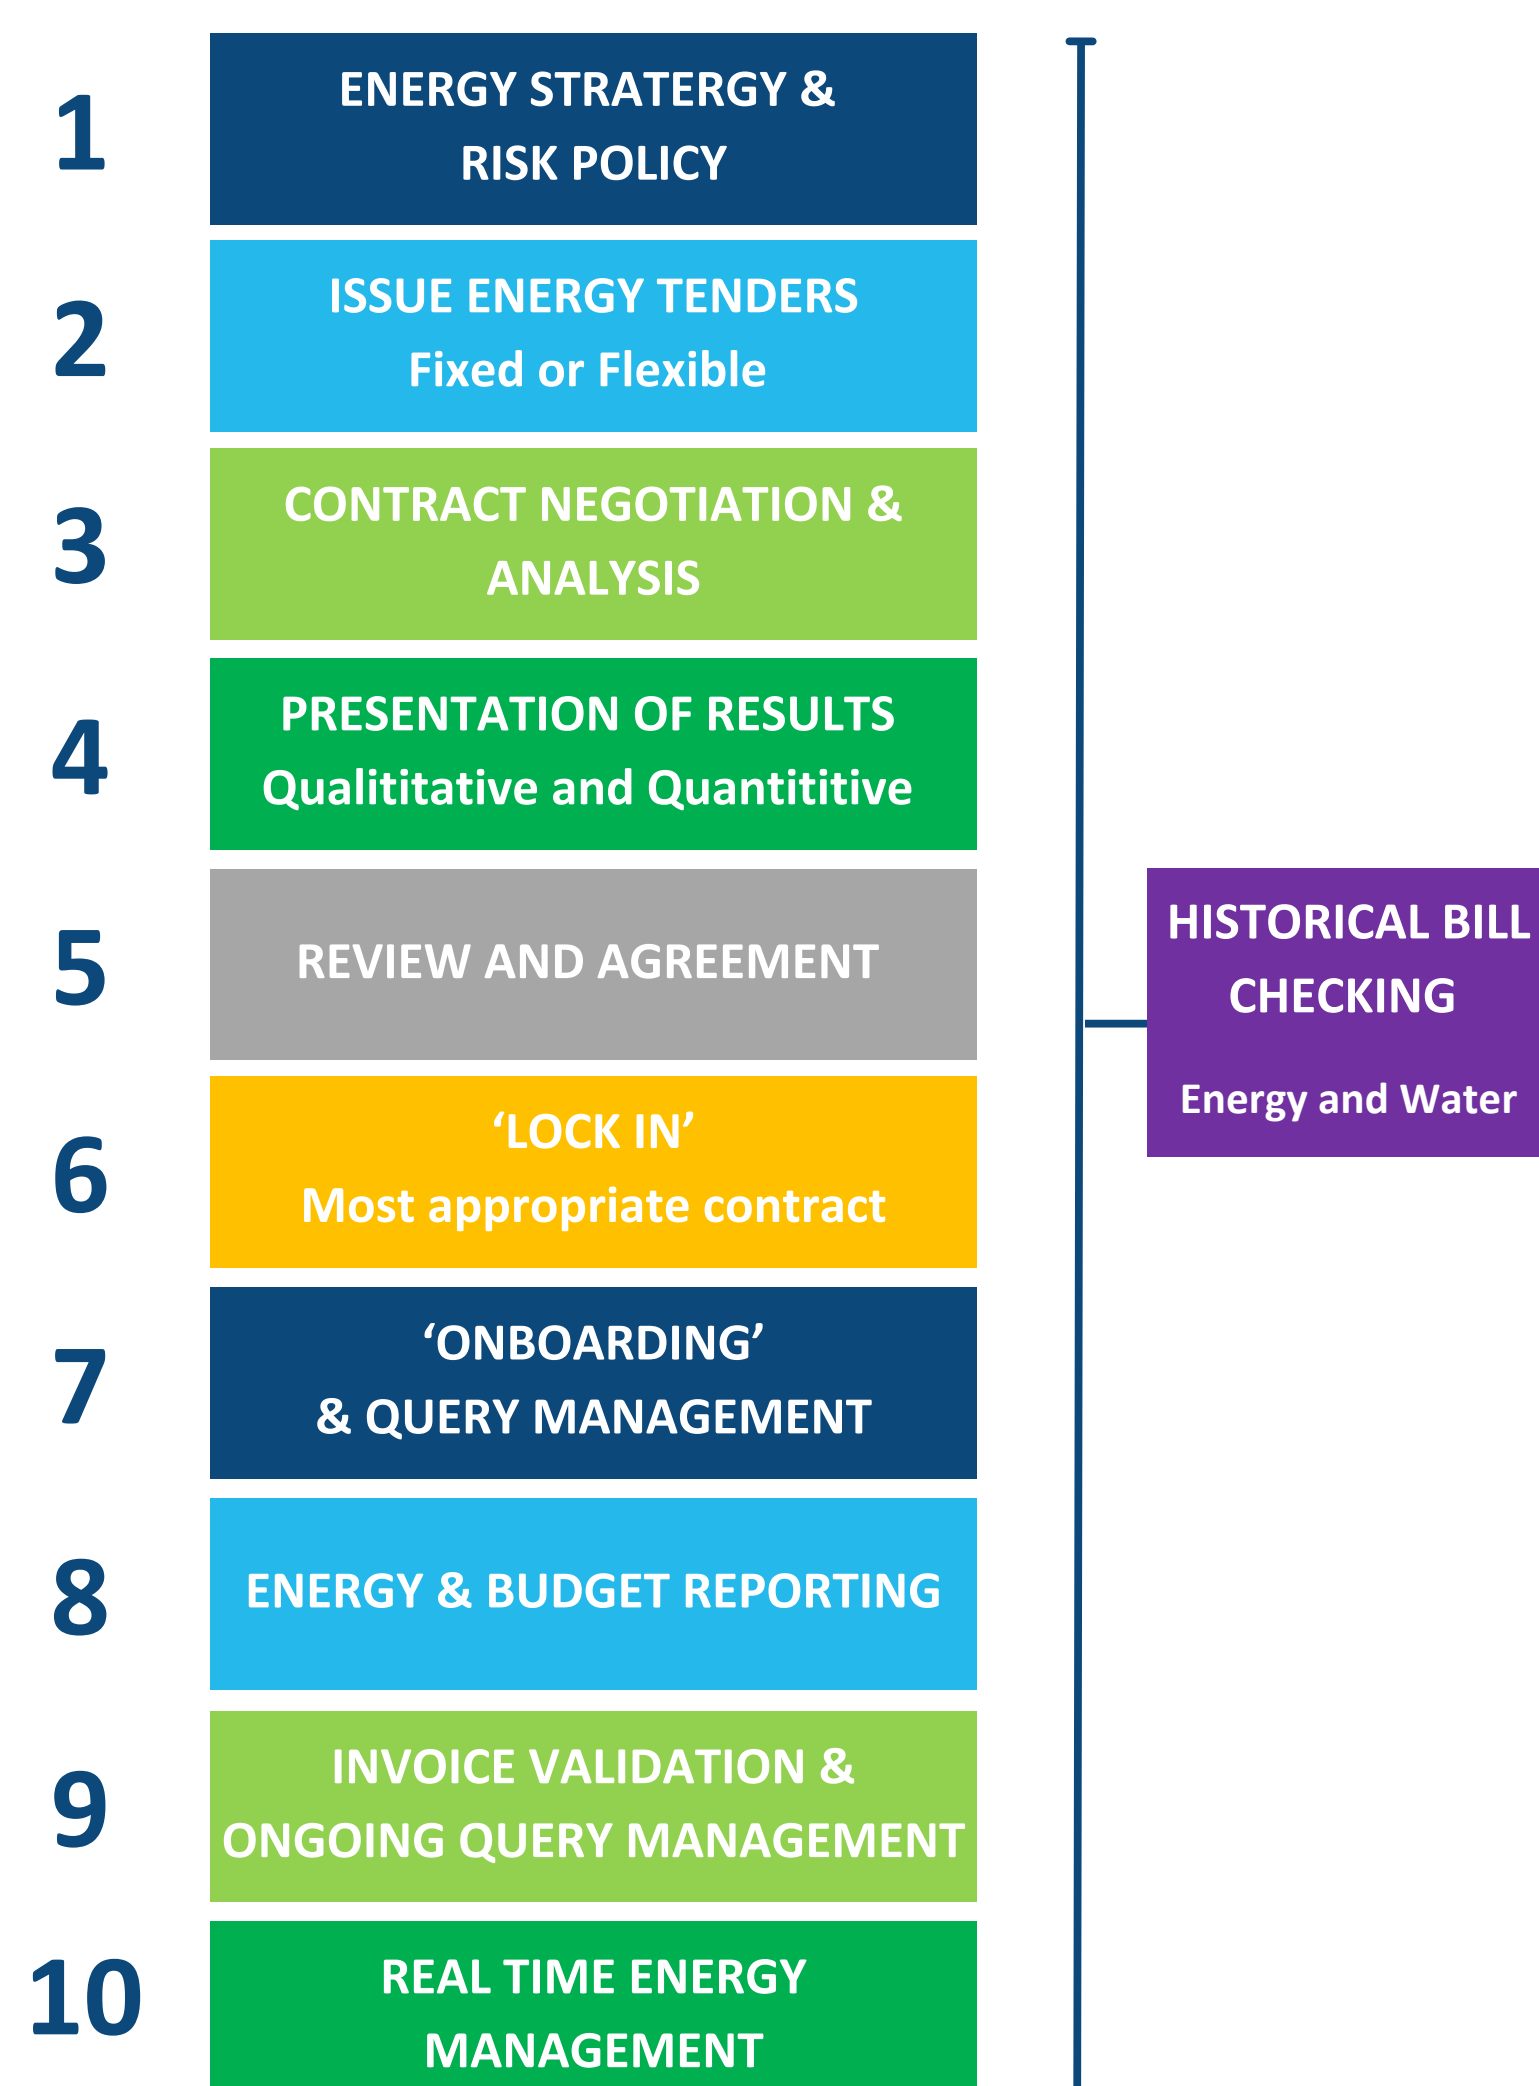 1
ENERGY STRATERGY &
RISK POLICY
2
ISSUE ENERGY TENDERS
Fixed or Flexible
3
CONTRACT NEGOTIATION &
ANALYSIS
4
PRESENTATION OF RESULTS
Qualititative and Quantititive
5
REVIEW AND AGREEMENT
6
‘LOCK IN’
Most appropriate contract
7
‘ONBOARDING’
& QUERY MANAGEMENT
8
ENERGY & BUDGET REPORTING
9
INVOICE VALIDATION &
ONGOING QUERY MANAGEMENT
10
REAL TIME ENERGY
MANAGEMENT
HISTORICAL BILL
CHECKING
Energy and Water